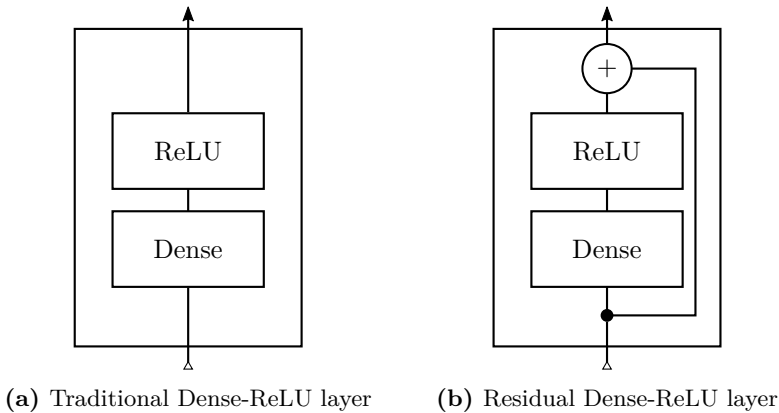 ReLU
Dense
(a) Traditional Dense-ReLU layer
+
ReLU
Dense
(b) Residual Dense-ReLU layer